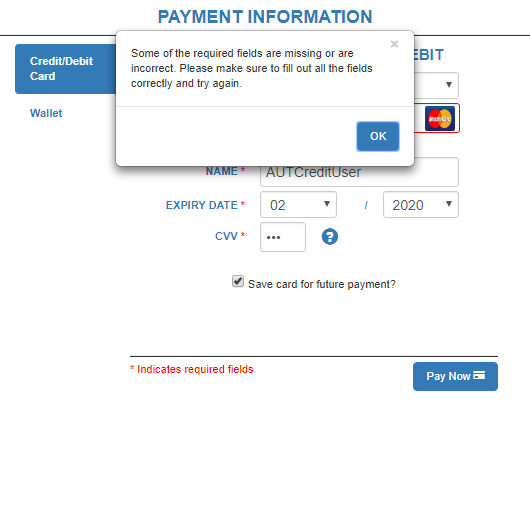 PAYMENT INFORMATION
Credit/Debit
Card
Wallet
EBIT
×
Some of the required fields are missing or are
incorrect. Please make sure to fill out all the fields
correctly and try again.
OK
MasterCard
NAME *
AUTCreditUser
EXPIRY DATE *
02
/
2020
CVV *
•••
?
Save card for future payment?
* Indicates required fields
Pay Now